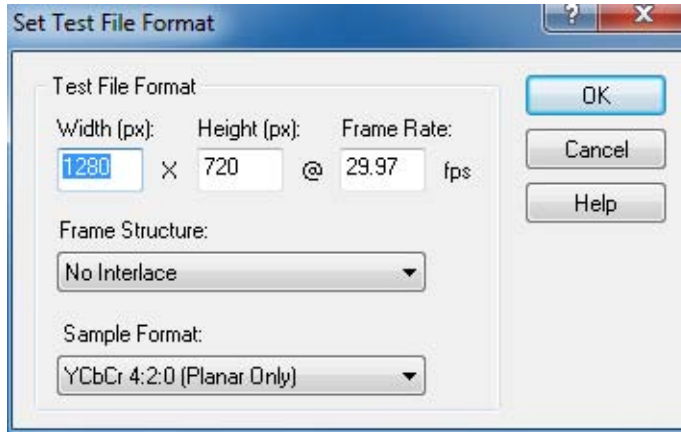 Set Test File Format
?
X
Test File Format
OK
Width (px):
Height (px):
Frame Rate:
1280 X 720 @ 29.97 fps
Cancel
Help
Frame Structure:
No Interlace
Sample Format:
YCbCr 4:2:0 (Planar Only)